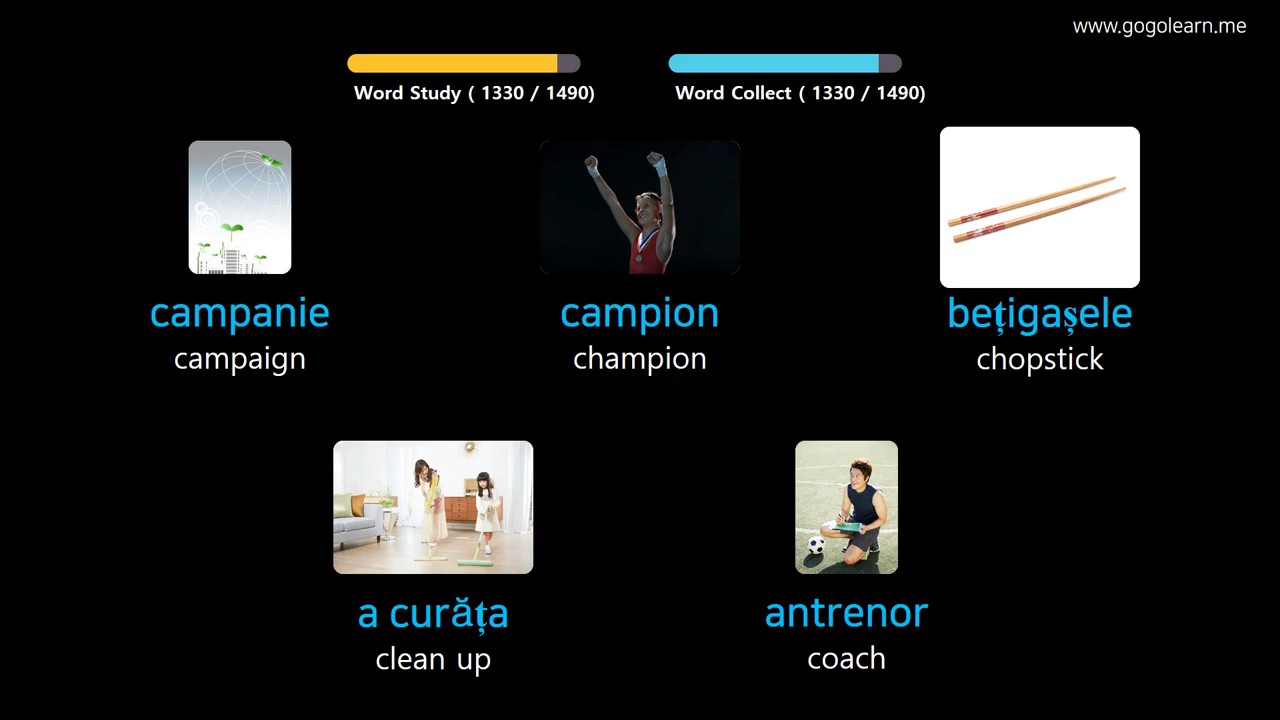 www.gogolearn.me
Word Study ( 1330 / 1490)
Word Collect ( 1330 / 1490)
campanie
campaign
campion
champion
bețigașele
chopstick
a curăța
clean up
antrenor
coach